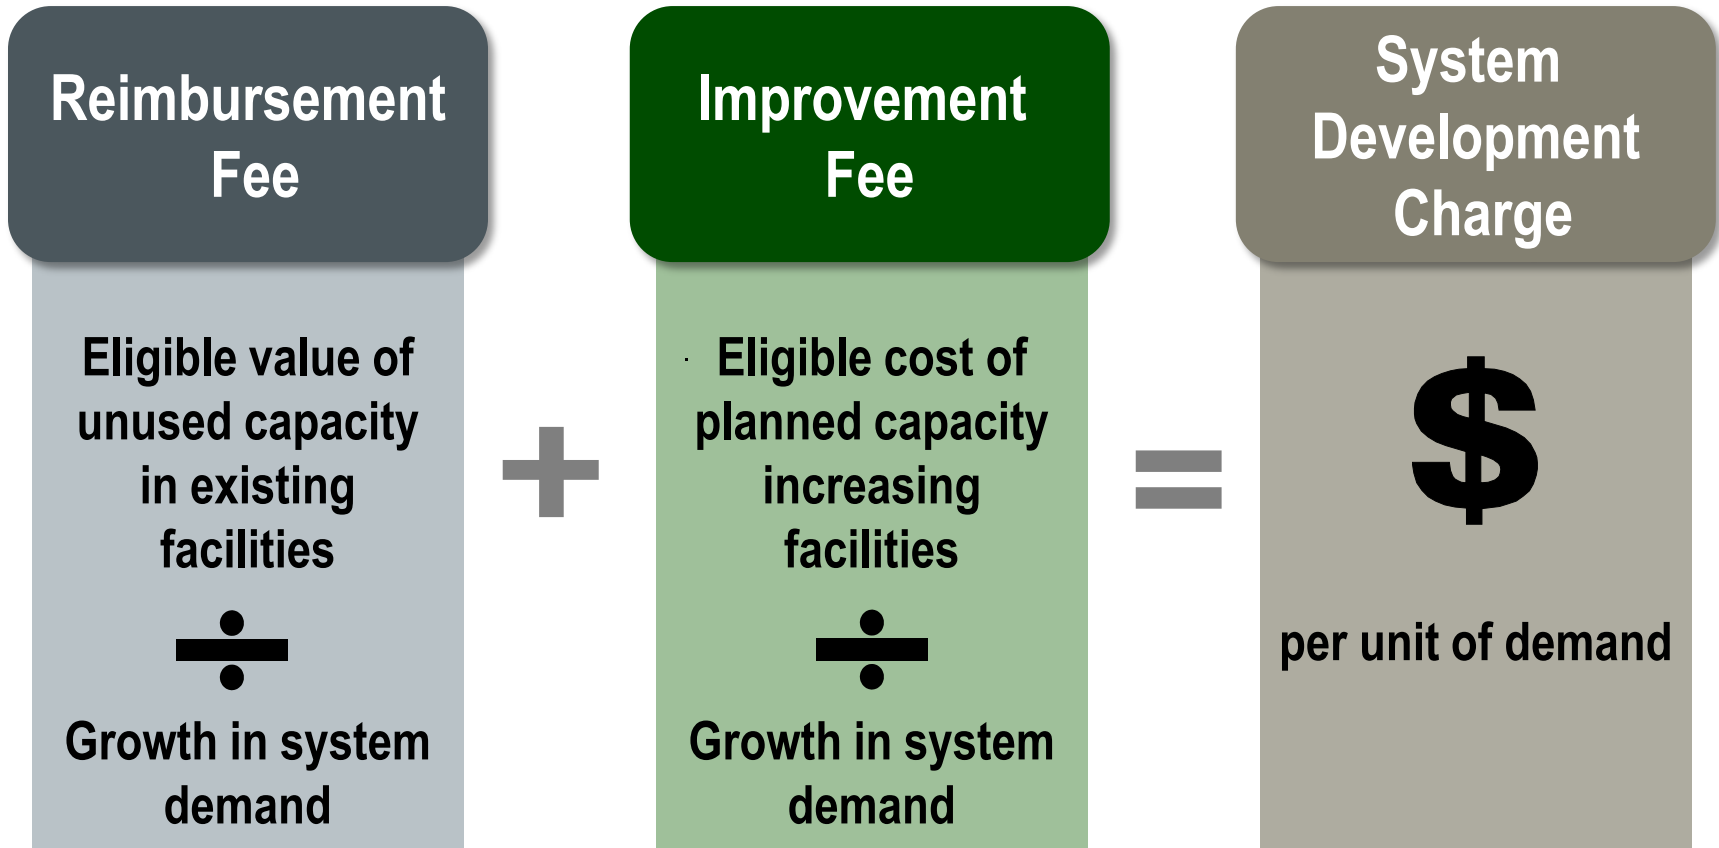 Reimbursement
Fee
Eligible value of
unused capacity
in existing
facilities
÷
Growth in system
demand
+
Improvement
Fee
Eligible cost of
planned capacity
increasing
facilities
÷
Growth in system
demand
=
System
Development
Charge
$
per unit of demand